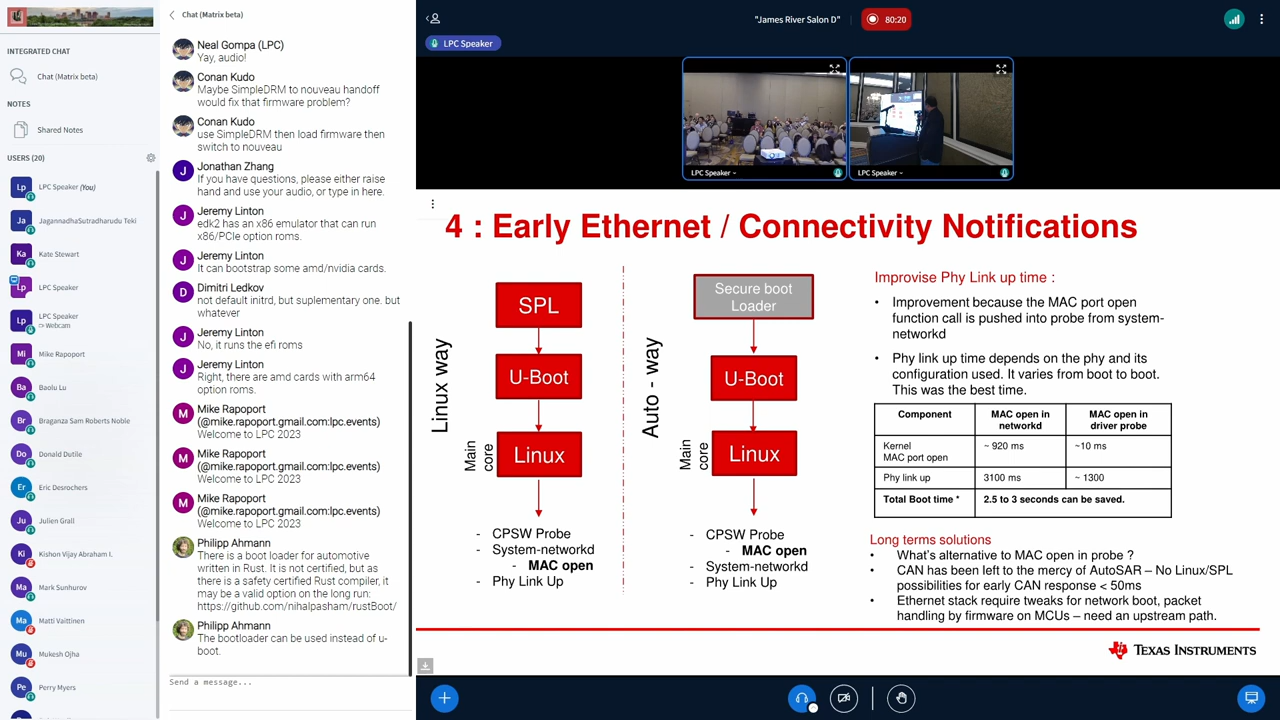 INTEGRATED CHAT
Chat (Matrix beta)
NOTES
Shared Notes
USERS (20)
Lp
LPC Speaker (You)
Ja
JagannadhaSutradharudu Teki
Ka
Kate Stewart
Lp
LPC Speaker
Lp
LPC Speaker
Webcam
Mi
Mike Rapoport
Ba
Baolu Lu
Br
Braganza Sam Roberts Noble
Do
Donald Dutile
Er
Eric Desrochers
Ju
Julien Grall
Ki
Kishon Vijay Abraham I.
Ma
Mark Sunhurov
Ma
Matti Vaittinen
Mu
Mukesh Ojha
Pe
Perry Myers
Chat (Matrix beta)
Neal Gompa (LPC)
Yay, audio!
Conan Kudo
Maybe SimpleDRM to nouveau handoff
would fix that firmware problem?
Conan Kudo
use SimpleDRM then load firmware then
switch to nouveau
J
Jonathan Zhang
If you have questions, please either raise
hand and use your audio, or type in here.
J
Jeremy Linton
edk2 has an x86 emulator that can run
x86/PCIe option roms.
J
Jeremy Linton
It can bootstrap some amd/nvidia cards.
D
Dimitri Ledkov
not default initrd, but suplementary one. but
whatever
J
Jeremy Linton
No, it runs the efi roms
J
Jeremy Linton
Right, there are amd cards with arm64
option roms.
M
Mike Rapoport
(@mike.rapoport.gmail.com:lpc.events)
Welcome to LPC 2023
M
Mike Rapoport
(@mike.rapoport.gmail.com:lpc.events)
Welcome to LPC 2023
M
Mike Rapoport
(@mike.rapoport.gmail.com:lpc.events)
Welcome to LPC 2023
Philipp Ahmann
There is a boot loader for automotive
written in Rust. It is not certified, but as
there is a safety certified Rust compiler, it
may be a valid option on the long run:
https://github.com/nihalpasham/rustBoot/
Philipp Ahmann
The bootloader can be used instead of u-
boot.
Send a message...
"James River Salon D"
80:20
LPC Speaker
LPC Speaker
LPC Speaker
4 : Early Ethernet / Connectivity Notifications
Linux way
SPL
U-Boot
Main
core
Linux
- CPSW Probe
- System-networkd
- MAC open
- Phy Link Up
Auto - way
Secure boot
Loader
U-Boot
Main
core
Linux
- CPSW Probe
- MAC open
- System-networkd
- Phy Link Up
Improvise Phy Link up time :
• Improvement because the MAC port open
function call is pushed into probe from system-
networkd
• Phy link up time depends on the phy and its
configuration used. It varies from boot to boot.
This was the best time.
Component
MAC open in
networkd
MAC open in
driver probe
Kernel
MAC port open
~ 920 ms
~10 ms
Phy link up
3100 ms
~ 1300
Total Boot time *
2.5 to 3 seconds can be saved.
Long terms solutions
• What's alternative to MAC open in probe ?
• CAN has been left to the mercy of AutoSAR – No Linux/SPL
possibilities for early CAN response < 50ms
• Ethernet stack require tweaks for network boot, packet
handling by firmware on MCUs – need an upstream path.
TEXAS INSTRUMENTS